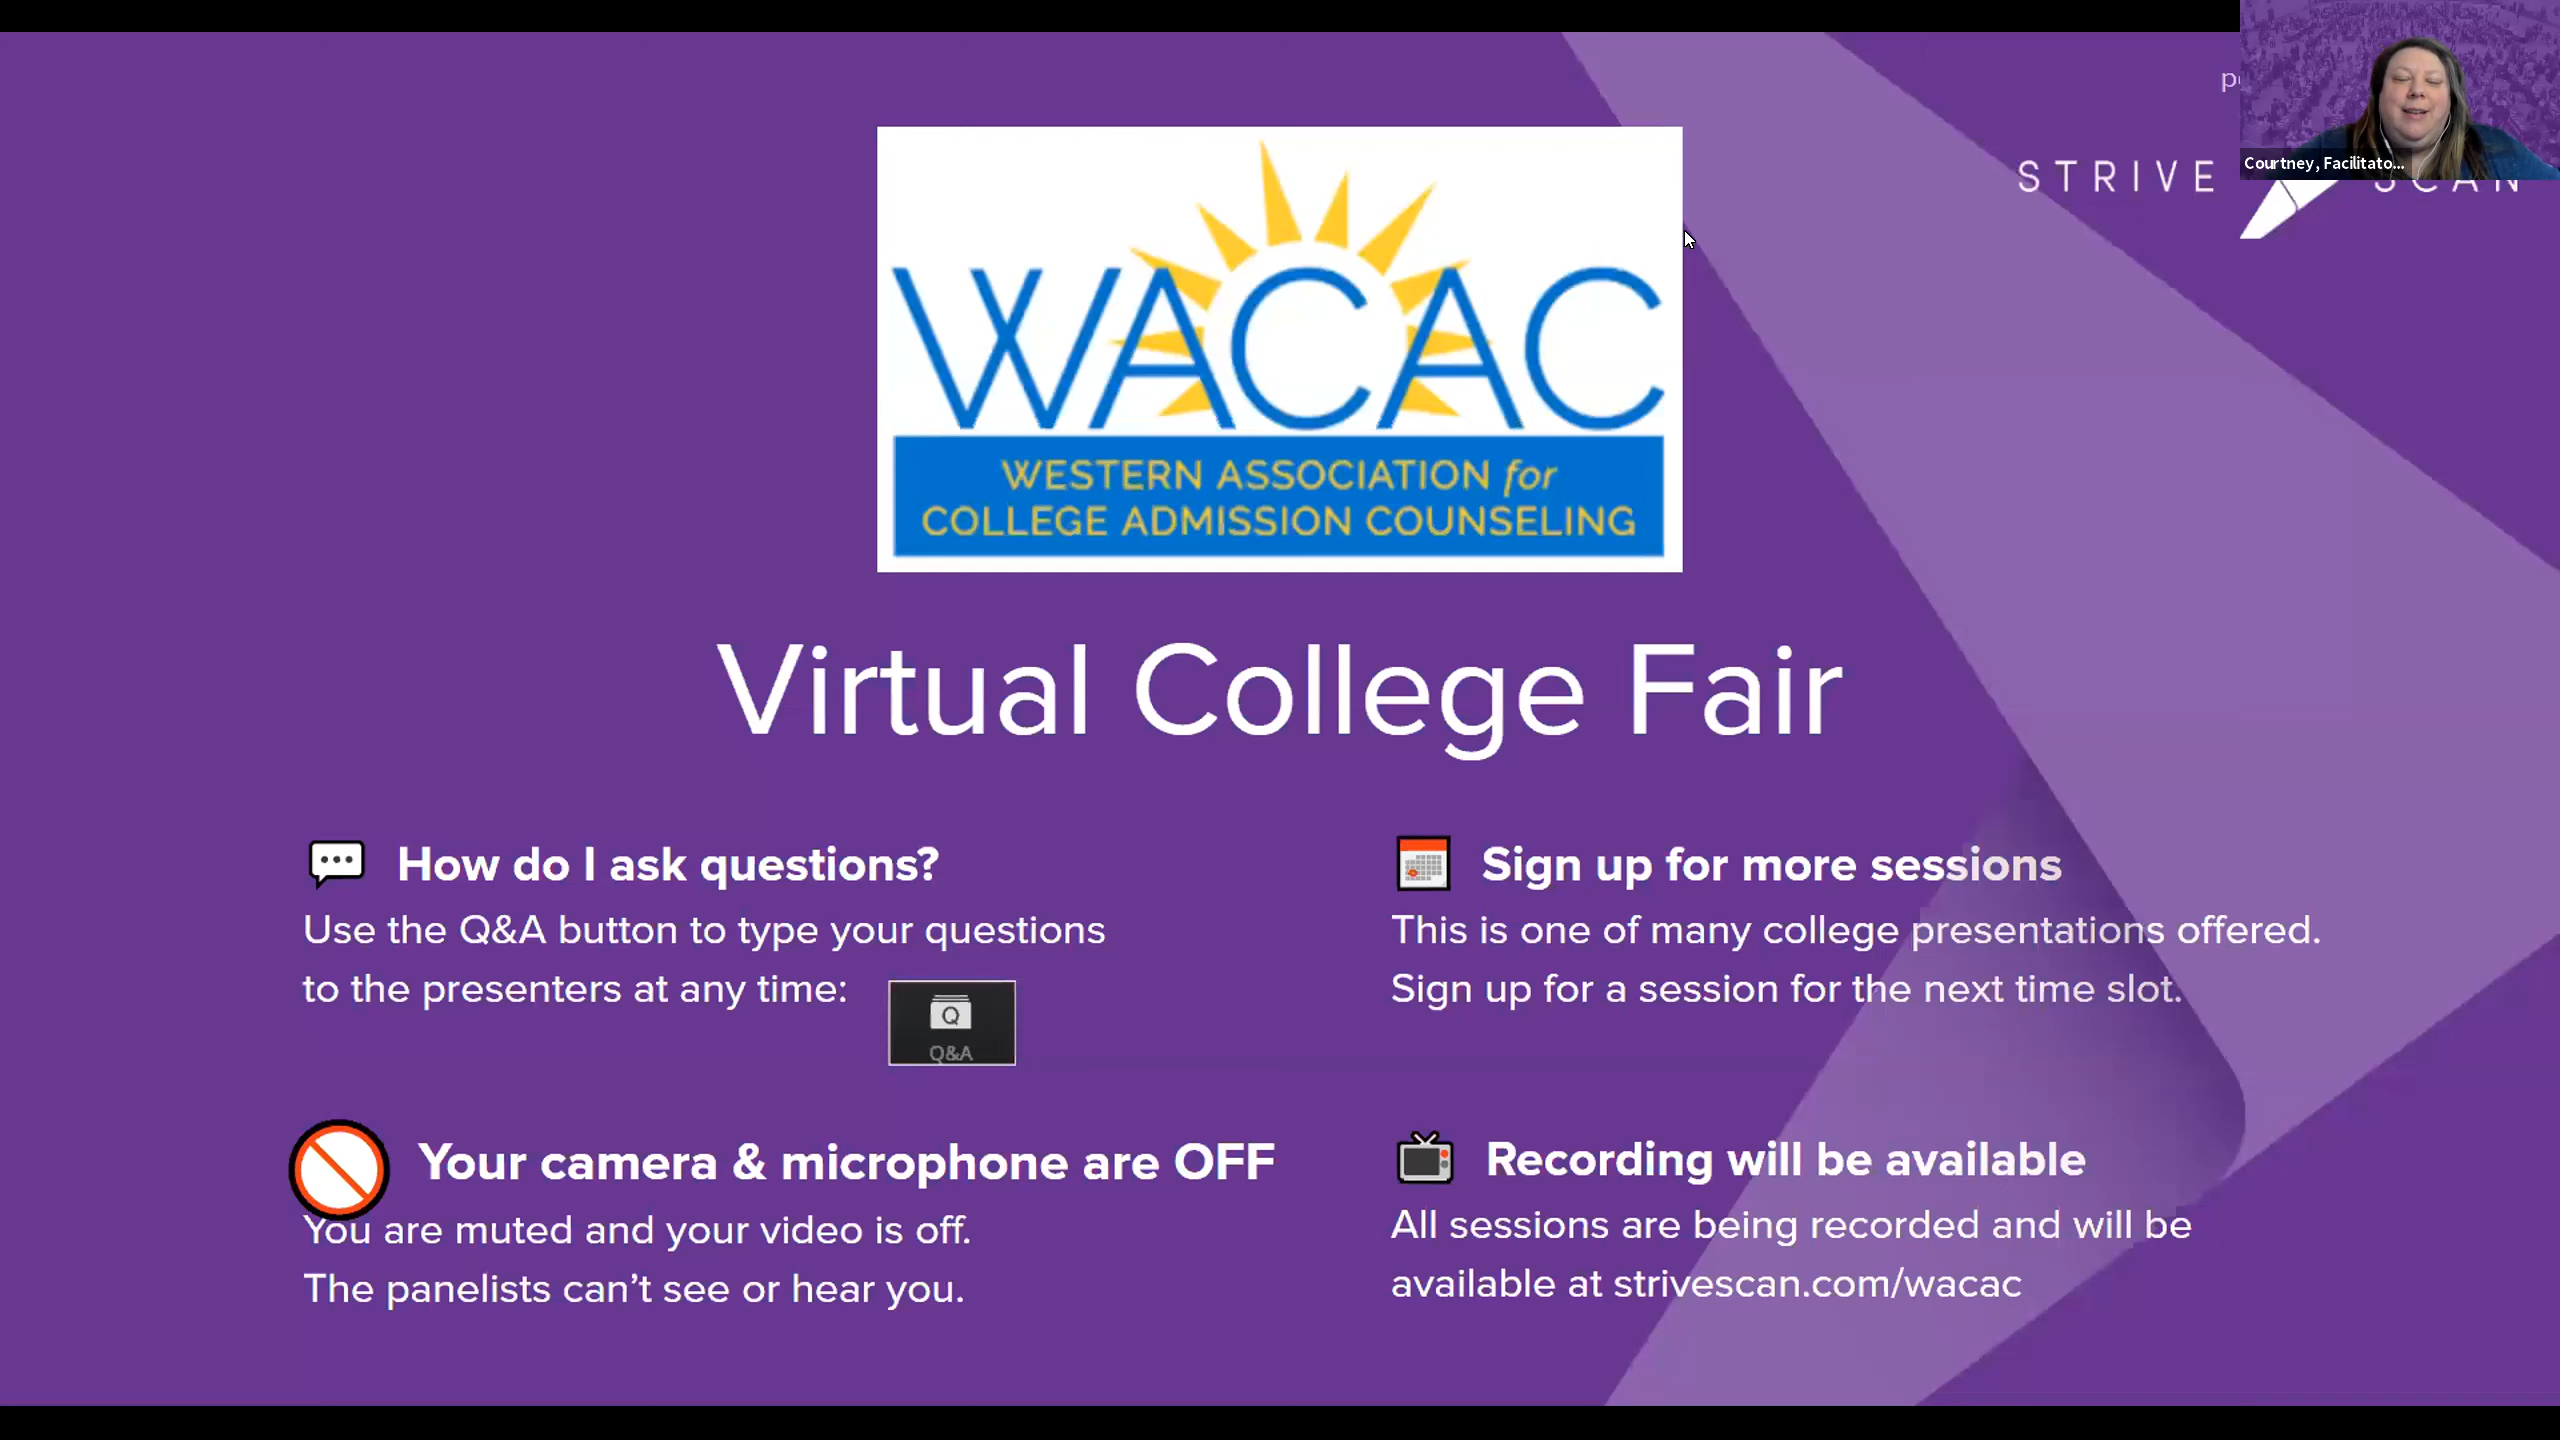 Courtney, Facilitato...
STRIVE SCAN
WACAC
WESTERN ASSOCIATION for
COLLEGE ADMISSION COUNSELING
Virtual College Fair
How do I ask questions?
Use the Q&A button to type your questions
to the presenters at any time:
Q
Q&A
Sign up for more sessions
This is one of many college presentations offered.
Sign up for a session for the next time slot.
Your camera & microphone are OFF
You are muted and your video is off.
The panelists can’t see or hear you.
Recording will be available
All sessions are being recorded and will be
available at strivescan.com/wacac